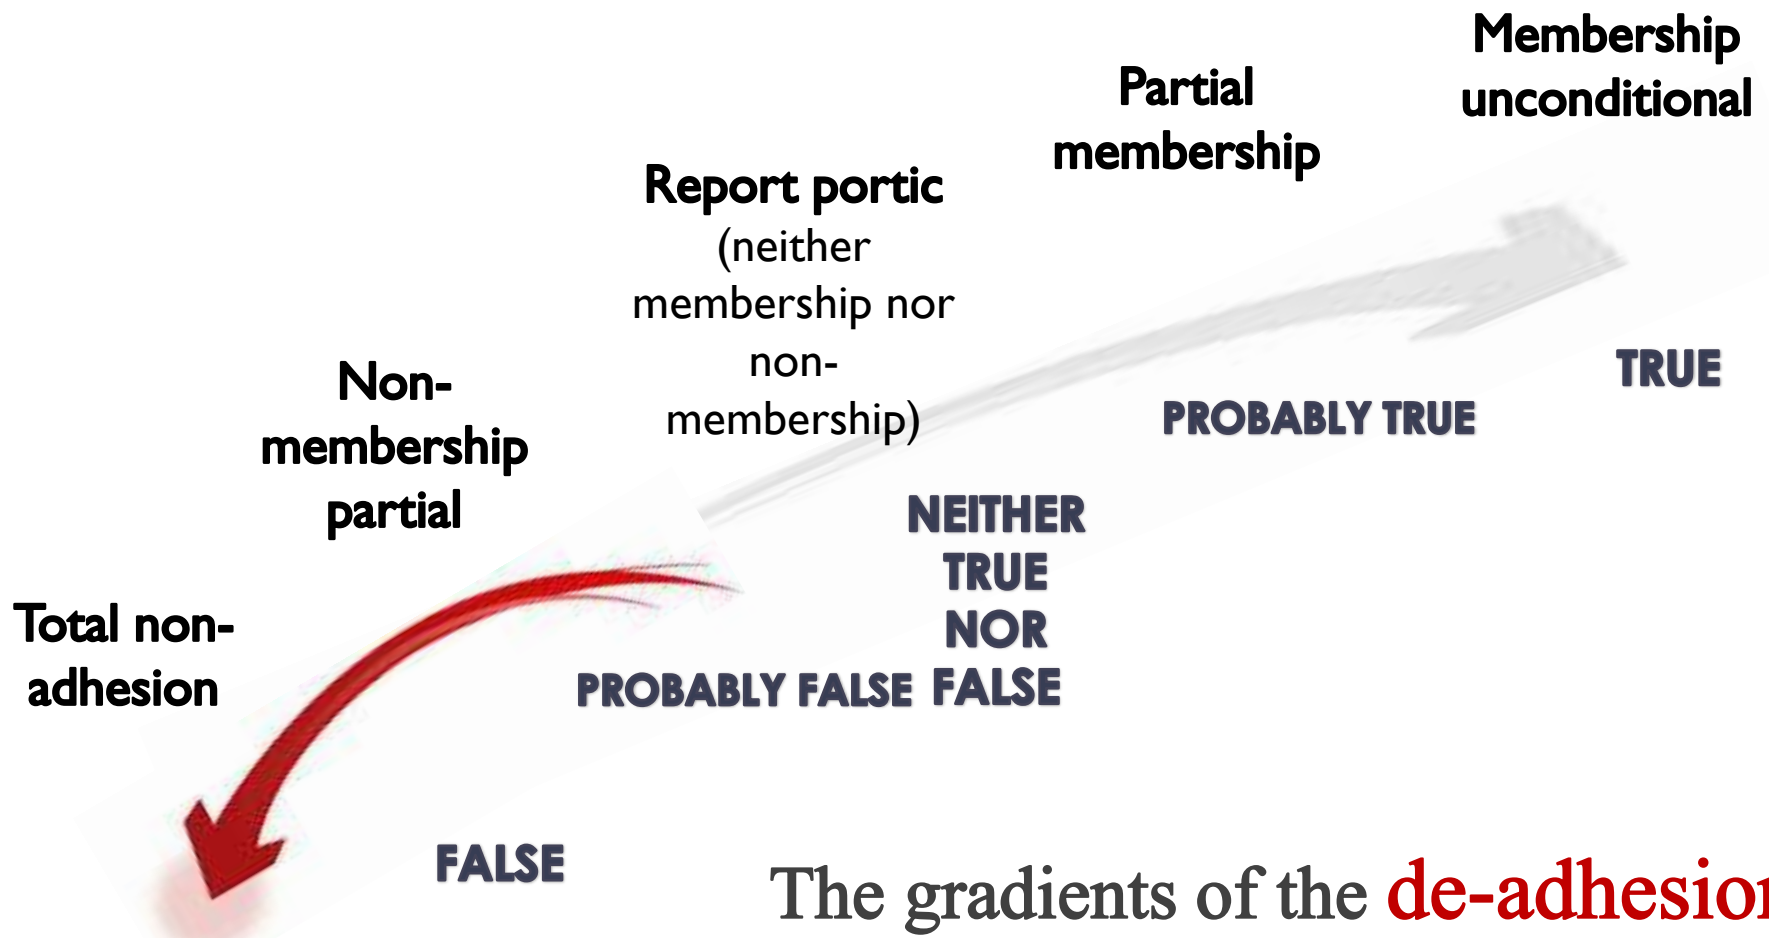 Membership
unconditional
Partial
membership
Report portic
(neither
membership nor
non-
membership)
Non-
membership
partial
Total non-
adhesion
TRUE
PROBABLY TRUE
NEITHER
TRUE
NOR
FALSE
PROBABLY FALSE
FALSE
The gradients of the de-adhesion